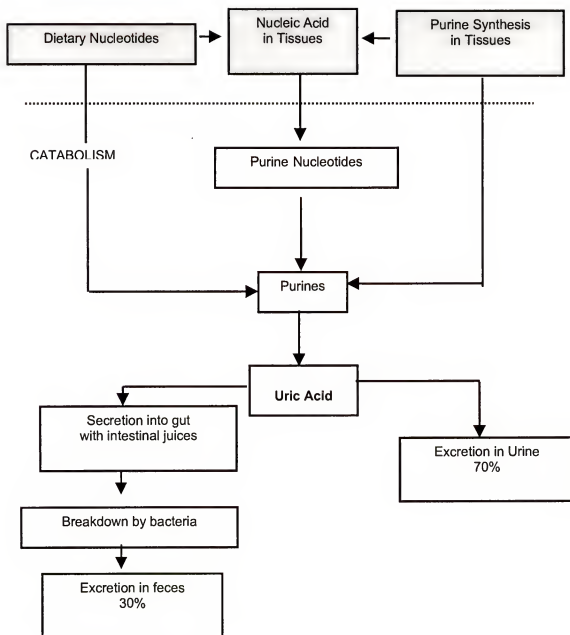 Dietary Nucleotides
Nucleic Acid
in Tissues
Purine Synthesis
in Tissues
CATABOLISM
Purine Nucleotides
Purines
Uric Acid
Secretion into gut
with intestinal juices
Excretion in Urine
70%
Breakdown by bacteria
Excretion in feces
30%